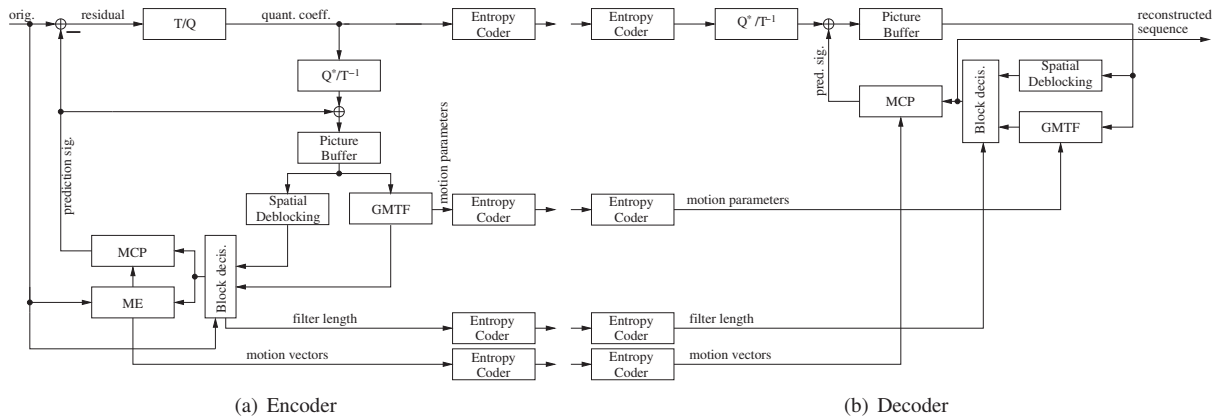 orig.
residual
T/Q
quant. coeff.
Entropy
Coder
Entropy
Coder
Q*/T⁻¹
Picture
Buffer
reconstructed
sequence
Q*/T⁻¹
pred. sig.
MCP
Block decis.
Spatial
Deblocking
GMTF
Picture
Buffer
prediction sig.
motion parameters
Spatial
Deblocking
GMTF
Entropy
Coder
Entropy
Coder
motion parameters
MCP
ME
Block decis.
filter length
Entropy
Coder
Entropy
Coder
filter length
motion vectors
Entropy
Coder
Entropy
Coder
motion vectors
(a) Encoder
(b) Decoder